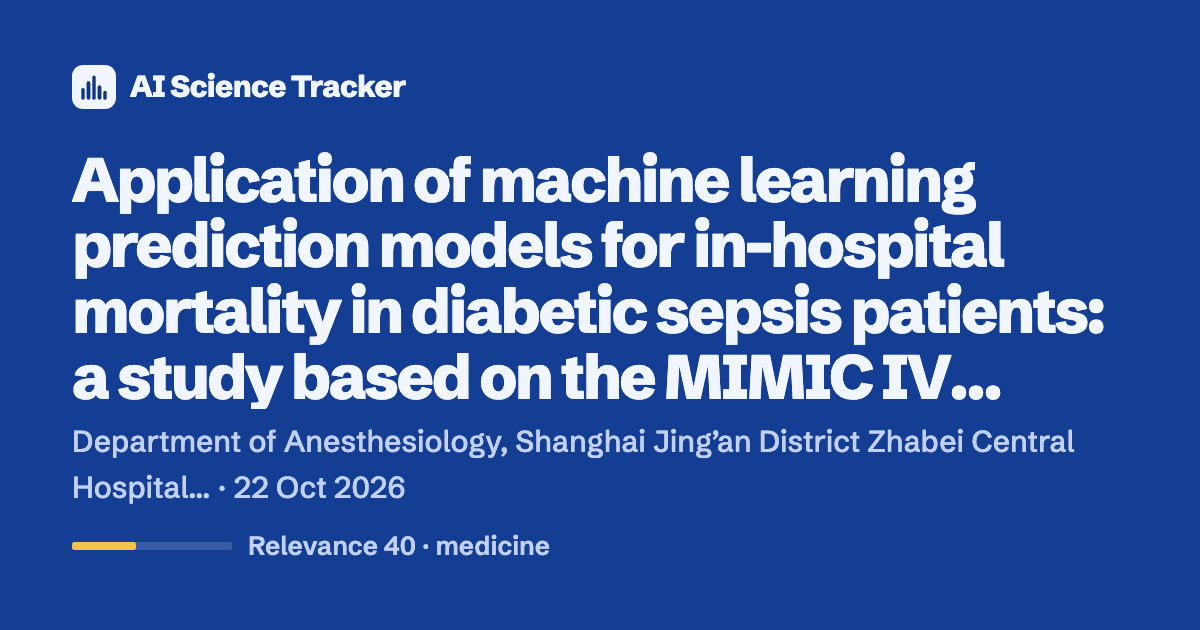 AI Science Tracker
Application of machine learning
prediction models for in-hospital
mortality in diabetic sepsis patients:
a study based on the MIMIC IV...
Department of Anesthesiology, Shanghai Jing’an District Zhabei Central
Hospital... · 22 Oct 2026
Relevance 40 · medicine